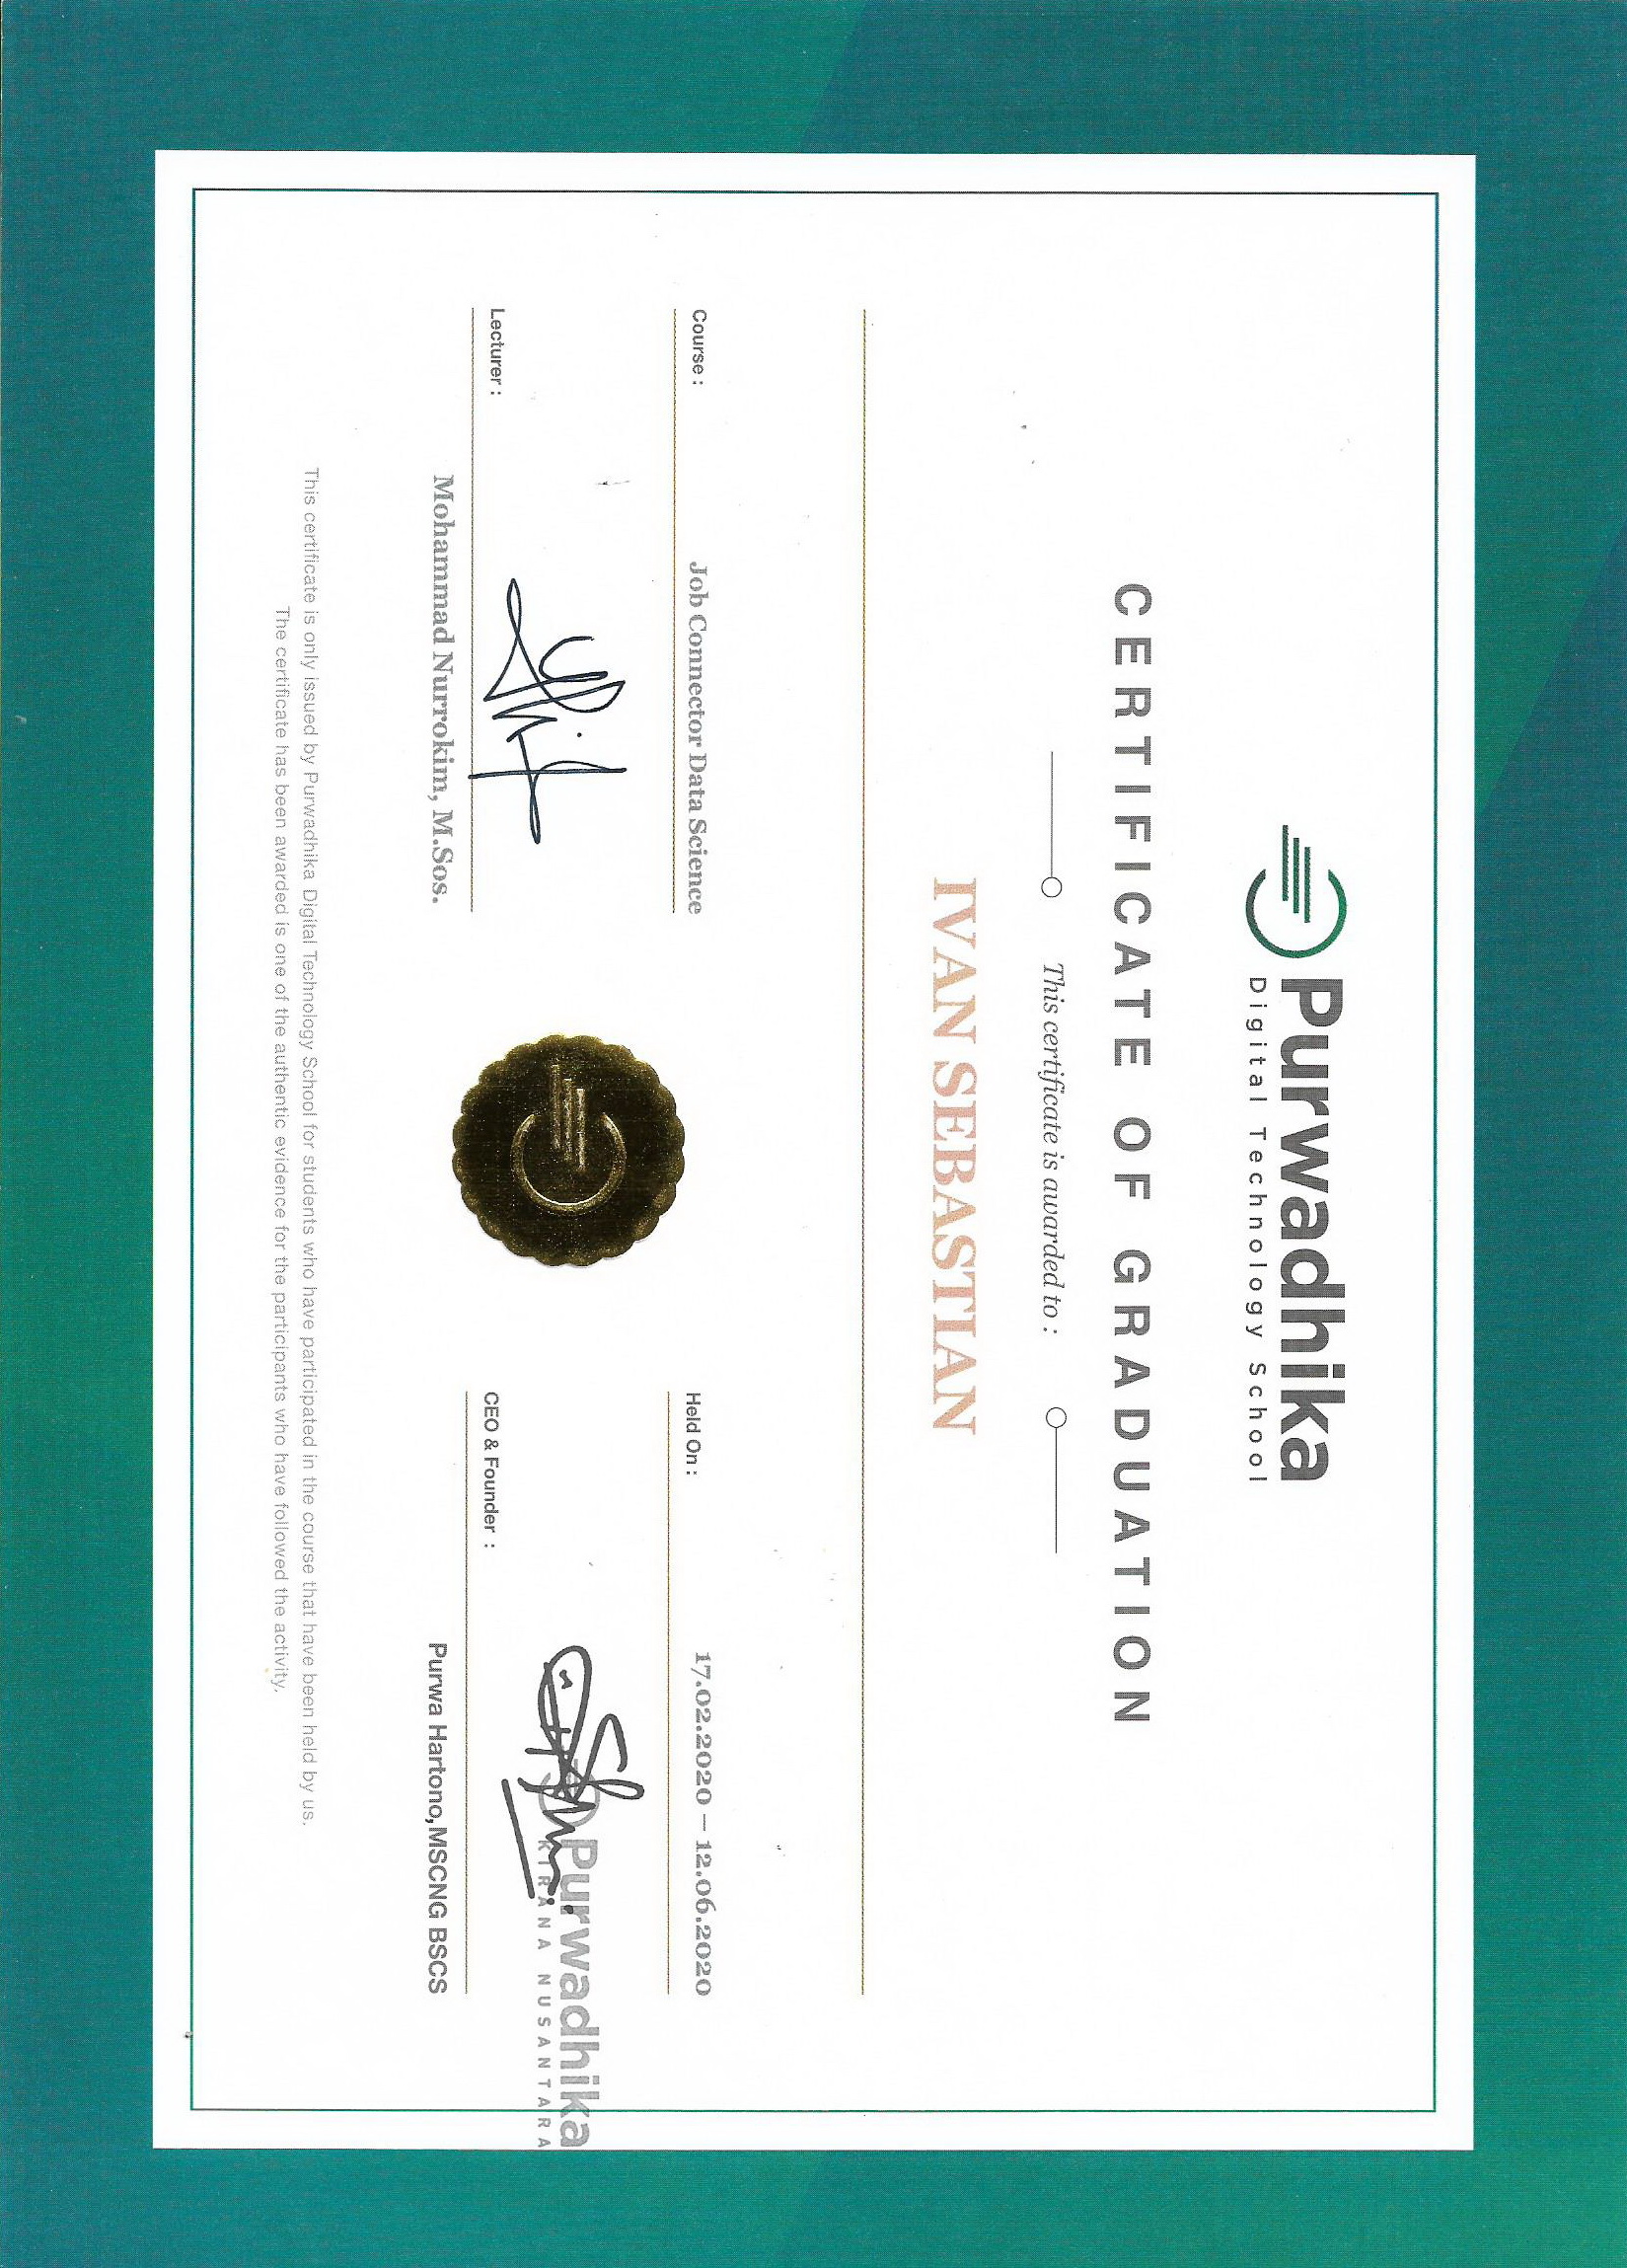 Purwadhika
Digital Technology School
CERTIFICATE OF GRADUATION
This certificate is awarded to :
IVAN SEBASTIAN
Course : Job Connector Data Science
Held On : 17.02.2020 – 12.06.2020
Purwadhika
KIRANA NUSANTARA
Lecturer :
CEO & Founder :
Mohammad Nurrokim, M.Sos.
Purwa Hartono, MSCNG BSCS
This certificate is only issued by Purwadhika Digital Technology School for students who have participated in the course that have been held by us.
The certificate has been awarded is one of the authentic evidence for the participants who have followed the activity.